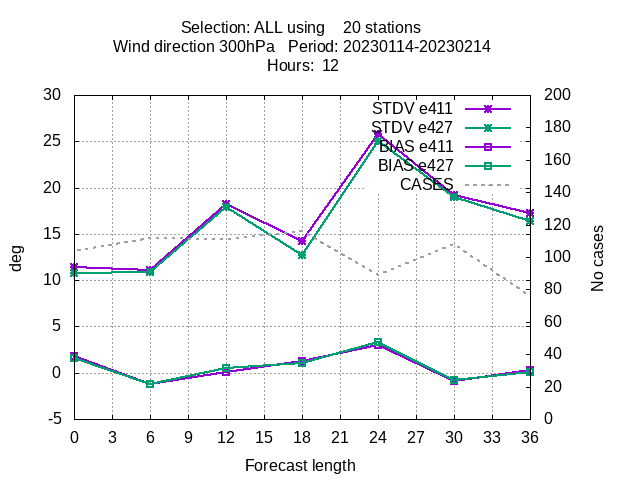 Selection: ALL using 20 stations
Wind direction 300hPa Period: 20230114-20230214
Hours: 12
30
25
20
15
10
5
0
-5
deg
STDV e411
STDV e427
BIAS e411
BIAS e427
CASES
200
180
160
140
120
100
80
60
40
20
0
No cases
0 3 6 9 12 15 18 21 24 27 30 33 36
Forecast length